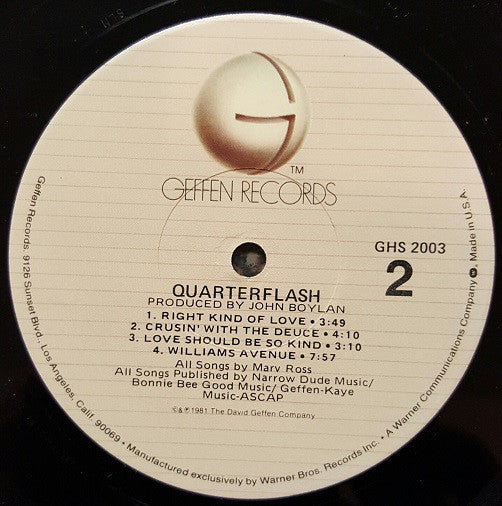 G
TM
GEFFEN RECORDS
GHS 2003
2
QUARTERFLASH
PRODUCED BY JOHN BOYLAN
1. RIGHT KIND OF LOVE • 3:49
2. CRUSIN' WITH THE DEUCE • 4:10
3. LOVE SHOULD BE SO KIND • 3:10
4. WILLIAMS AVENUE • 7:57
All Songs by Marv Ross
All Songs Published by Narrow Dude Music/
Bonnie Bee Good Music/ Geffen-Kaye
Music-ASCAP
©&℗1981 The David Geffen Company
Geffen Records, 9126 Sunset Blvd., Los Angeles, Calif. 90069 • Manufactured exclusively by Warner Bros. Records Inc. • A Warner Communications Company Made in U.S.A.